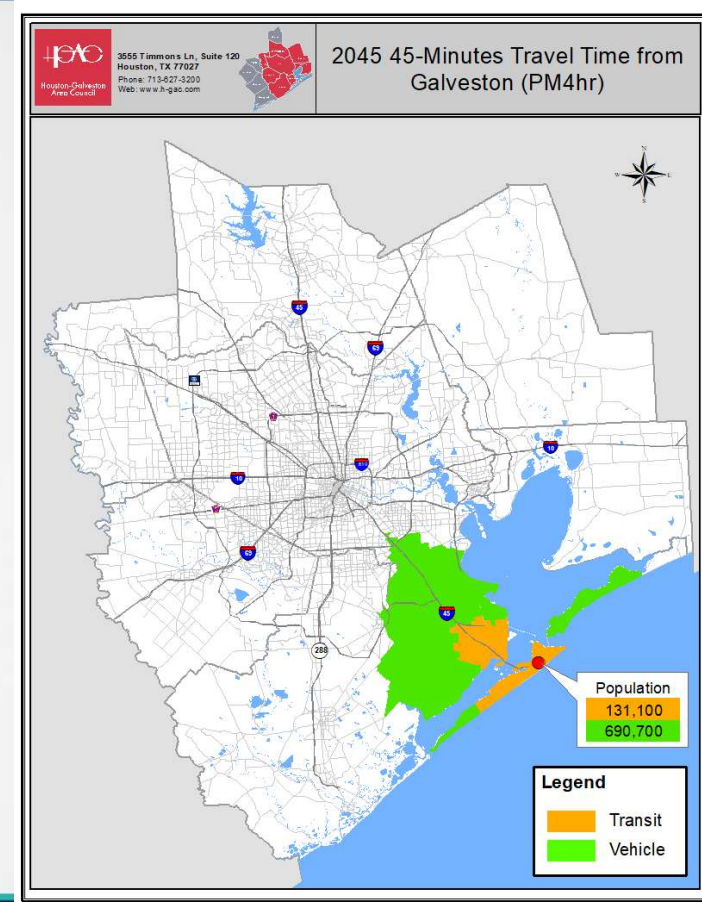 H-GAC
Houston-Galveston
Area Council
3555 Timmons Ln, Suite 120
Houston, TX 77027
Phone: 713-627-3200
Web: www.h-gac.com
2045 45-Minutes Travel Time from
Galveston (PM4hr)
N
W E
S
45
69
10
610
10
69
45
288
Population
131,100
690,700
Legend
Transit
Vehicle